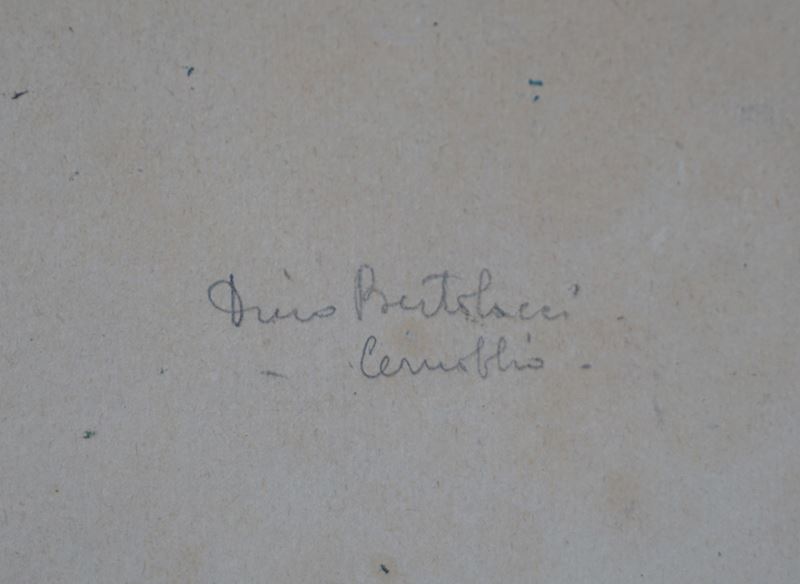 Dino Bertolucci
- Cernobbio -